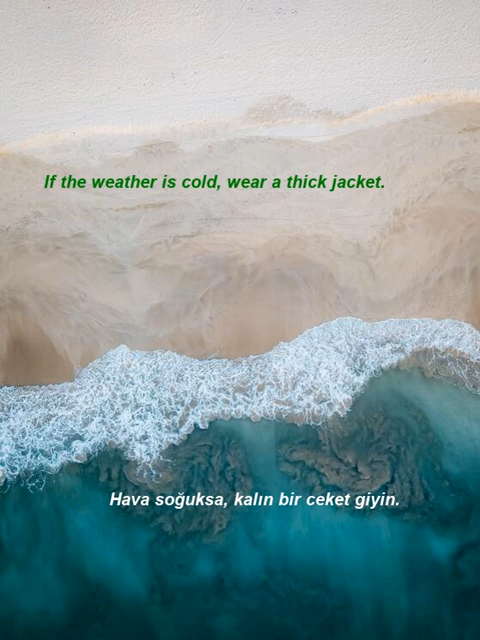 If the weather is cold, wear a thick jacket.
Hava soğuksa, kalın bir ceket giyin.